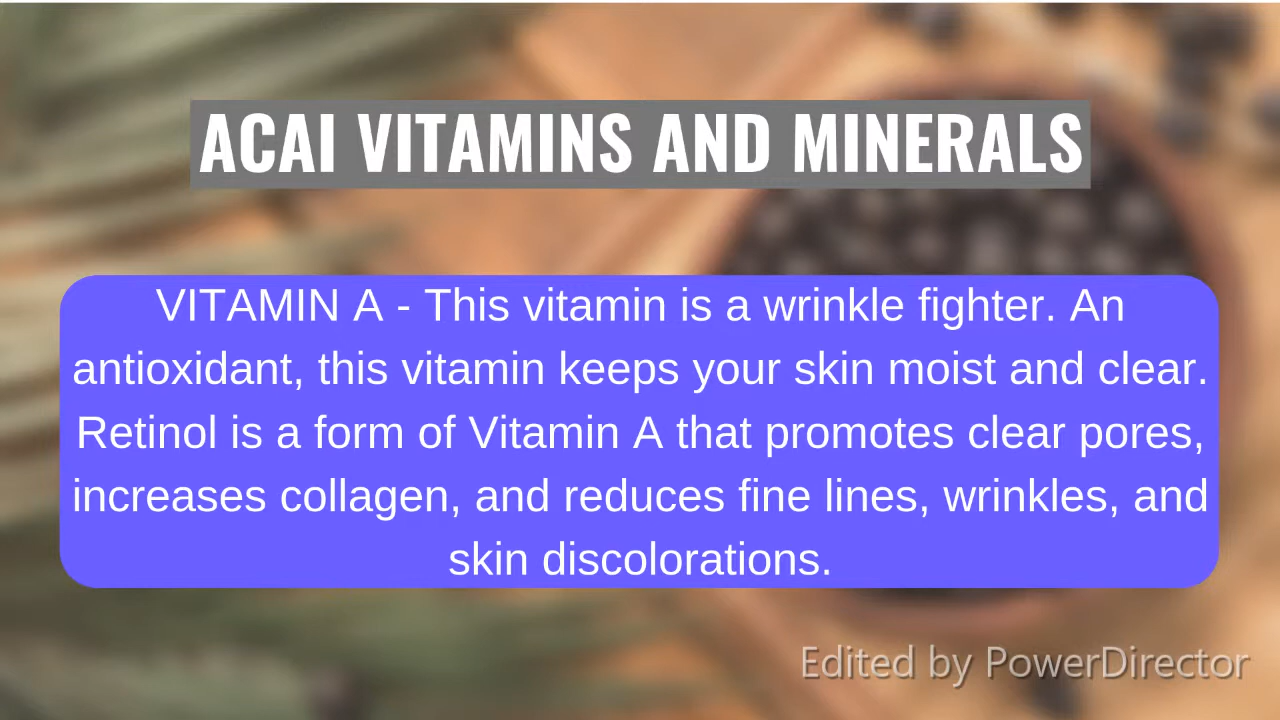 ACAI VITAMINS AND MINERALS
VITAMIN A - This vitamin is a wrinkle fighter. An
antioxidant, this vitamin keeps your skin moist and clear.
Retinol is a form of Vitamin A that promotes clear pores,
increases collagen, and reduces fine lines, wrinkles, and
skin discolorations.
Edited by PowerDirector